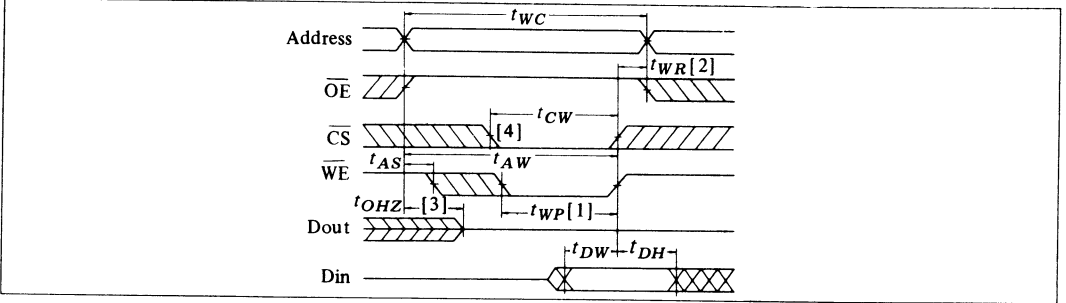 tWC
Address
tWR[2]
OE
tCW
CS
[4]
tAS
tAW
WE
tOHZ
[3]
tWP[1]
Dout
tDW
tDH
Din